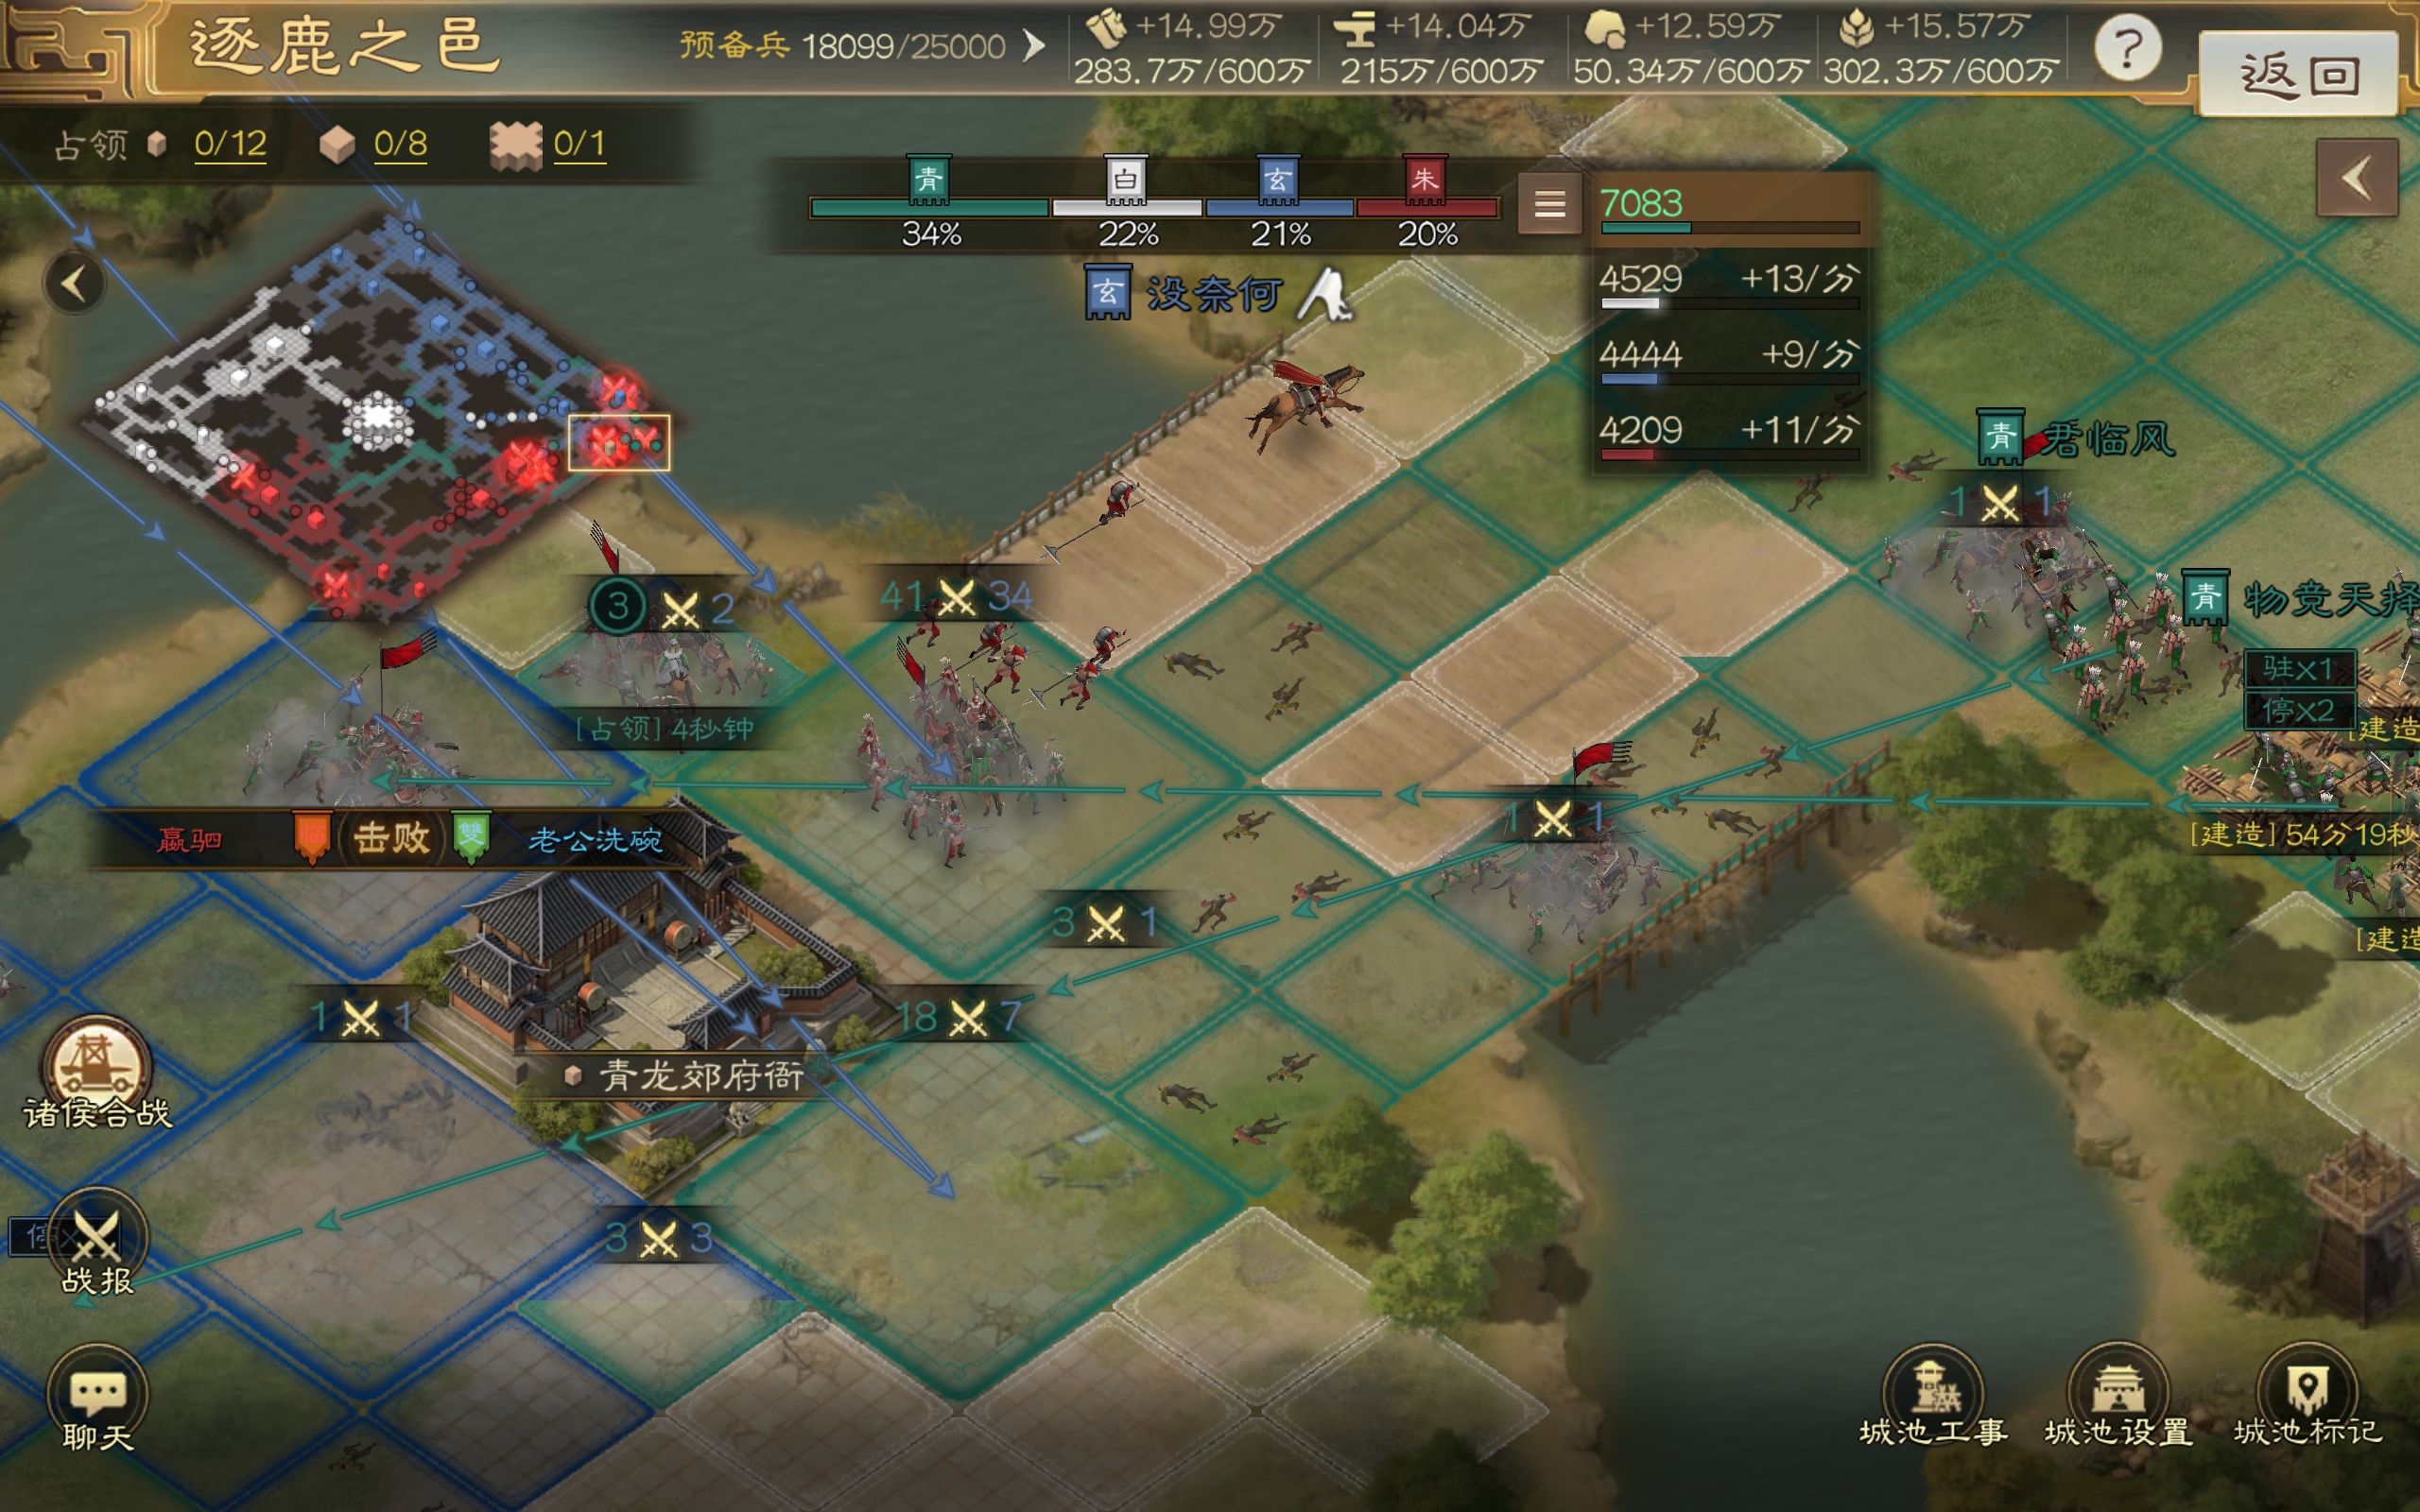 逐鹿之邑
预备兵 18099/25000
+14.99万
283.7万/600万
+14.04万
215万/600万
+12.59万
50.34万/600万
+15.57万
302.3万/600万
?
返回
占领 0/12 0/8 0/1
青 白 玄 朱
34% 22% 21% 20%
7083
4529 +13/分
4444 +9/分
4209 +11/分
玄 没奈何
青 君临风
1 1
青 物竞天择
驻×1
停×2
[建造
3 2
41 34
[占领] 4秒钟
1 1
[建造] 54分19秒
嬴驷 击败 雙 老公洗碗
3 1
[建造
1 1
18 7
青龙郊府衙
诸侯合战
3 3
停×
战报
聊天
城池工事
城池设置
城池标记